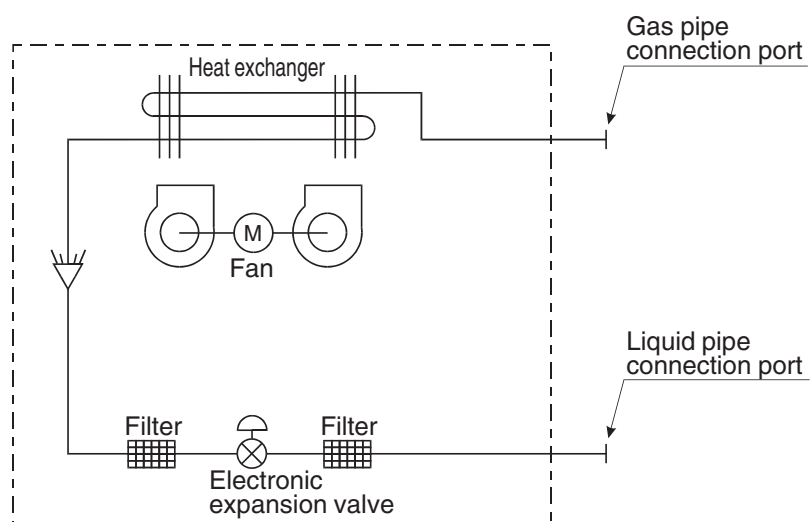 Gas pipe
connection port
Heat exchanger
M
Fan
Liquid pipe
connection port
Filter
Filter
Electronic
expansion valve